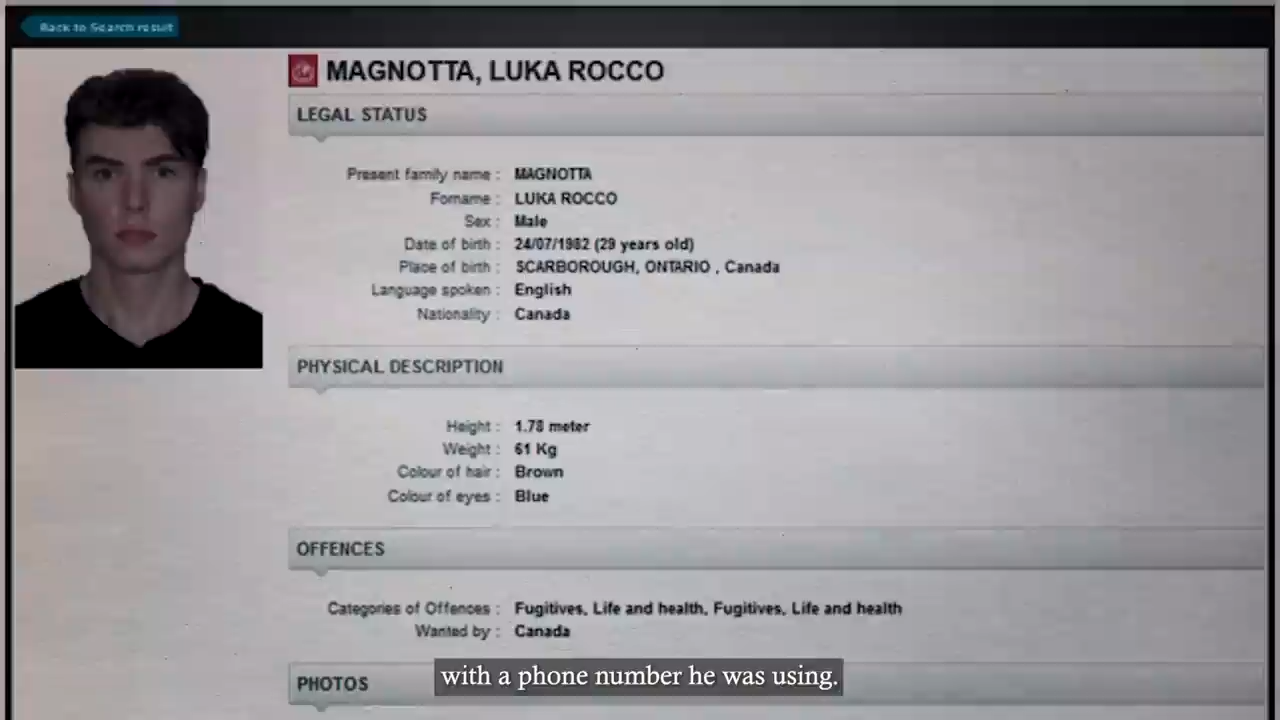 Back to Search result
MAGNOTTA, LUKA ROCCO
LEGAL STATUS
Present family name : MAGNOTTA
Forname : LUKA ROCCO
Sex : Male
Date of birth : 24/07/1982 (29 years old)
Place of birth : SCARBOROUGH, ONTARIO , Canada
Language spoken : English
Nationality : Canada
PHYSICAL DESCRIPTION
Height : 1.78 meter
Weight : 61 Kg
Colour of hair : Brown
Colour of eyes : Blue
OFFENCES
Categories of Offences : Fugitives, Life and health, Fugitives, Life and health
Wanted by : Canada
PHOTOS
with a phone number he was using.